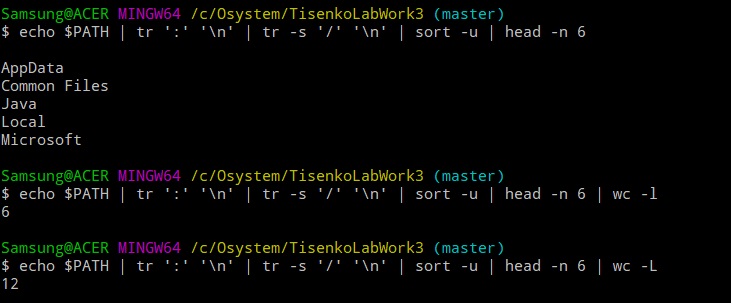 Samsung@ACER MINGW64 /c/Osystem/TisenkoLabWork3 (master)
$ echo $PATH | tr ':' '\n' | tr -s '/' '\n' | sort -u | head -n 6

AppData
Common Files
Java
Local
Microsoft

Samsung@ACER MINGW64 /c/Osystem/TisenkoLabWork3 (master)
$ echo $PATH | tr ':' '\n' | tr -s '/' '\n' | sort -u | head -n 6 | wc -l
6

Samsung@ACER MINGW64 /c/Osystem/TisenkoLabWork3 (master)
$ echo $PATH | tr ':' '\n' | tr -s '/' '\n' | sort -u | head -n 6 | wc -L
12